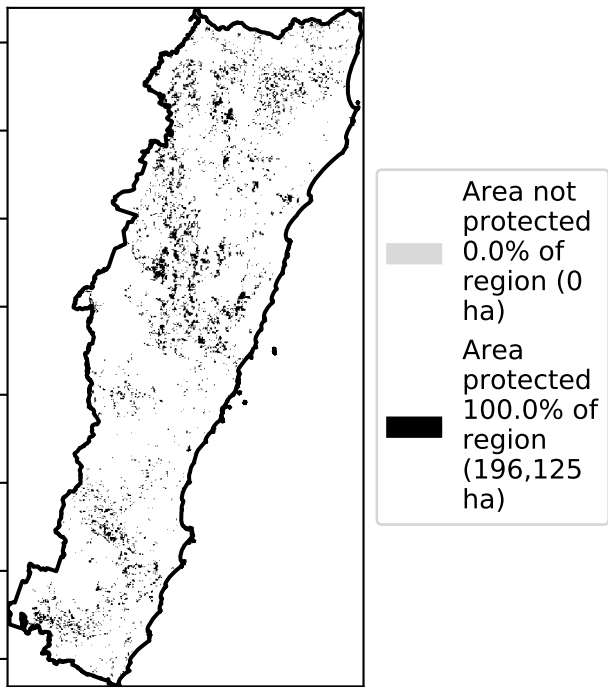 Area not
protected
0.0% of
region (0
ha)
Area
protected
100.0% of
region
(196,125
ha)